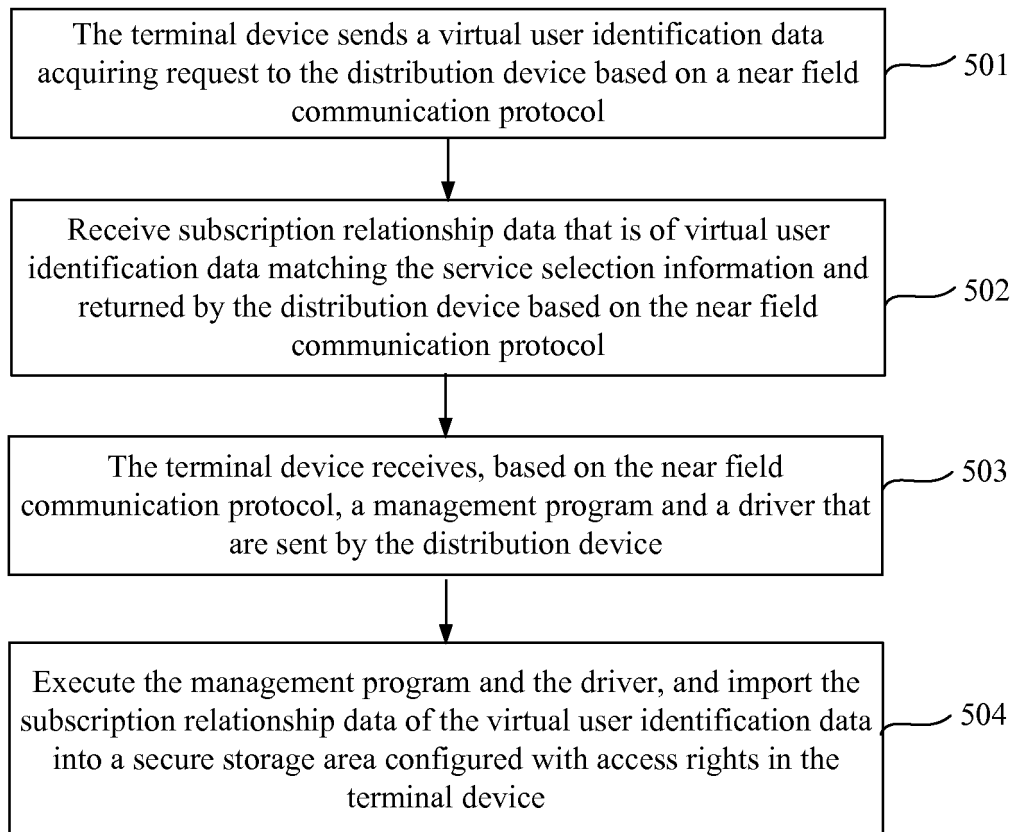 The terminal device sends a virtual user identification data
acquiring request to the distribution device based on a near field
communication protocol
501
Receive subscription relationship data that is of virtual user
identification data matching the service selection information and
returned by the distribution device based on the near field
communication protocol
502
The terminal device receives, based on the near field
communication protocol, a management program and a driver that
are sent by the distribution device
503
Execute the management program and the driver, and import the
subscription relationship data of the virtual user identification data
into a secure storage area configured with access rights in the
terminal device
504